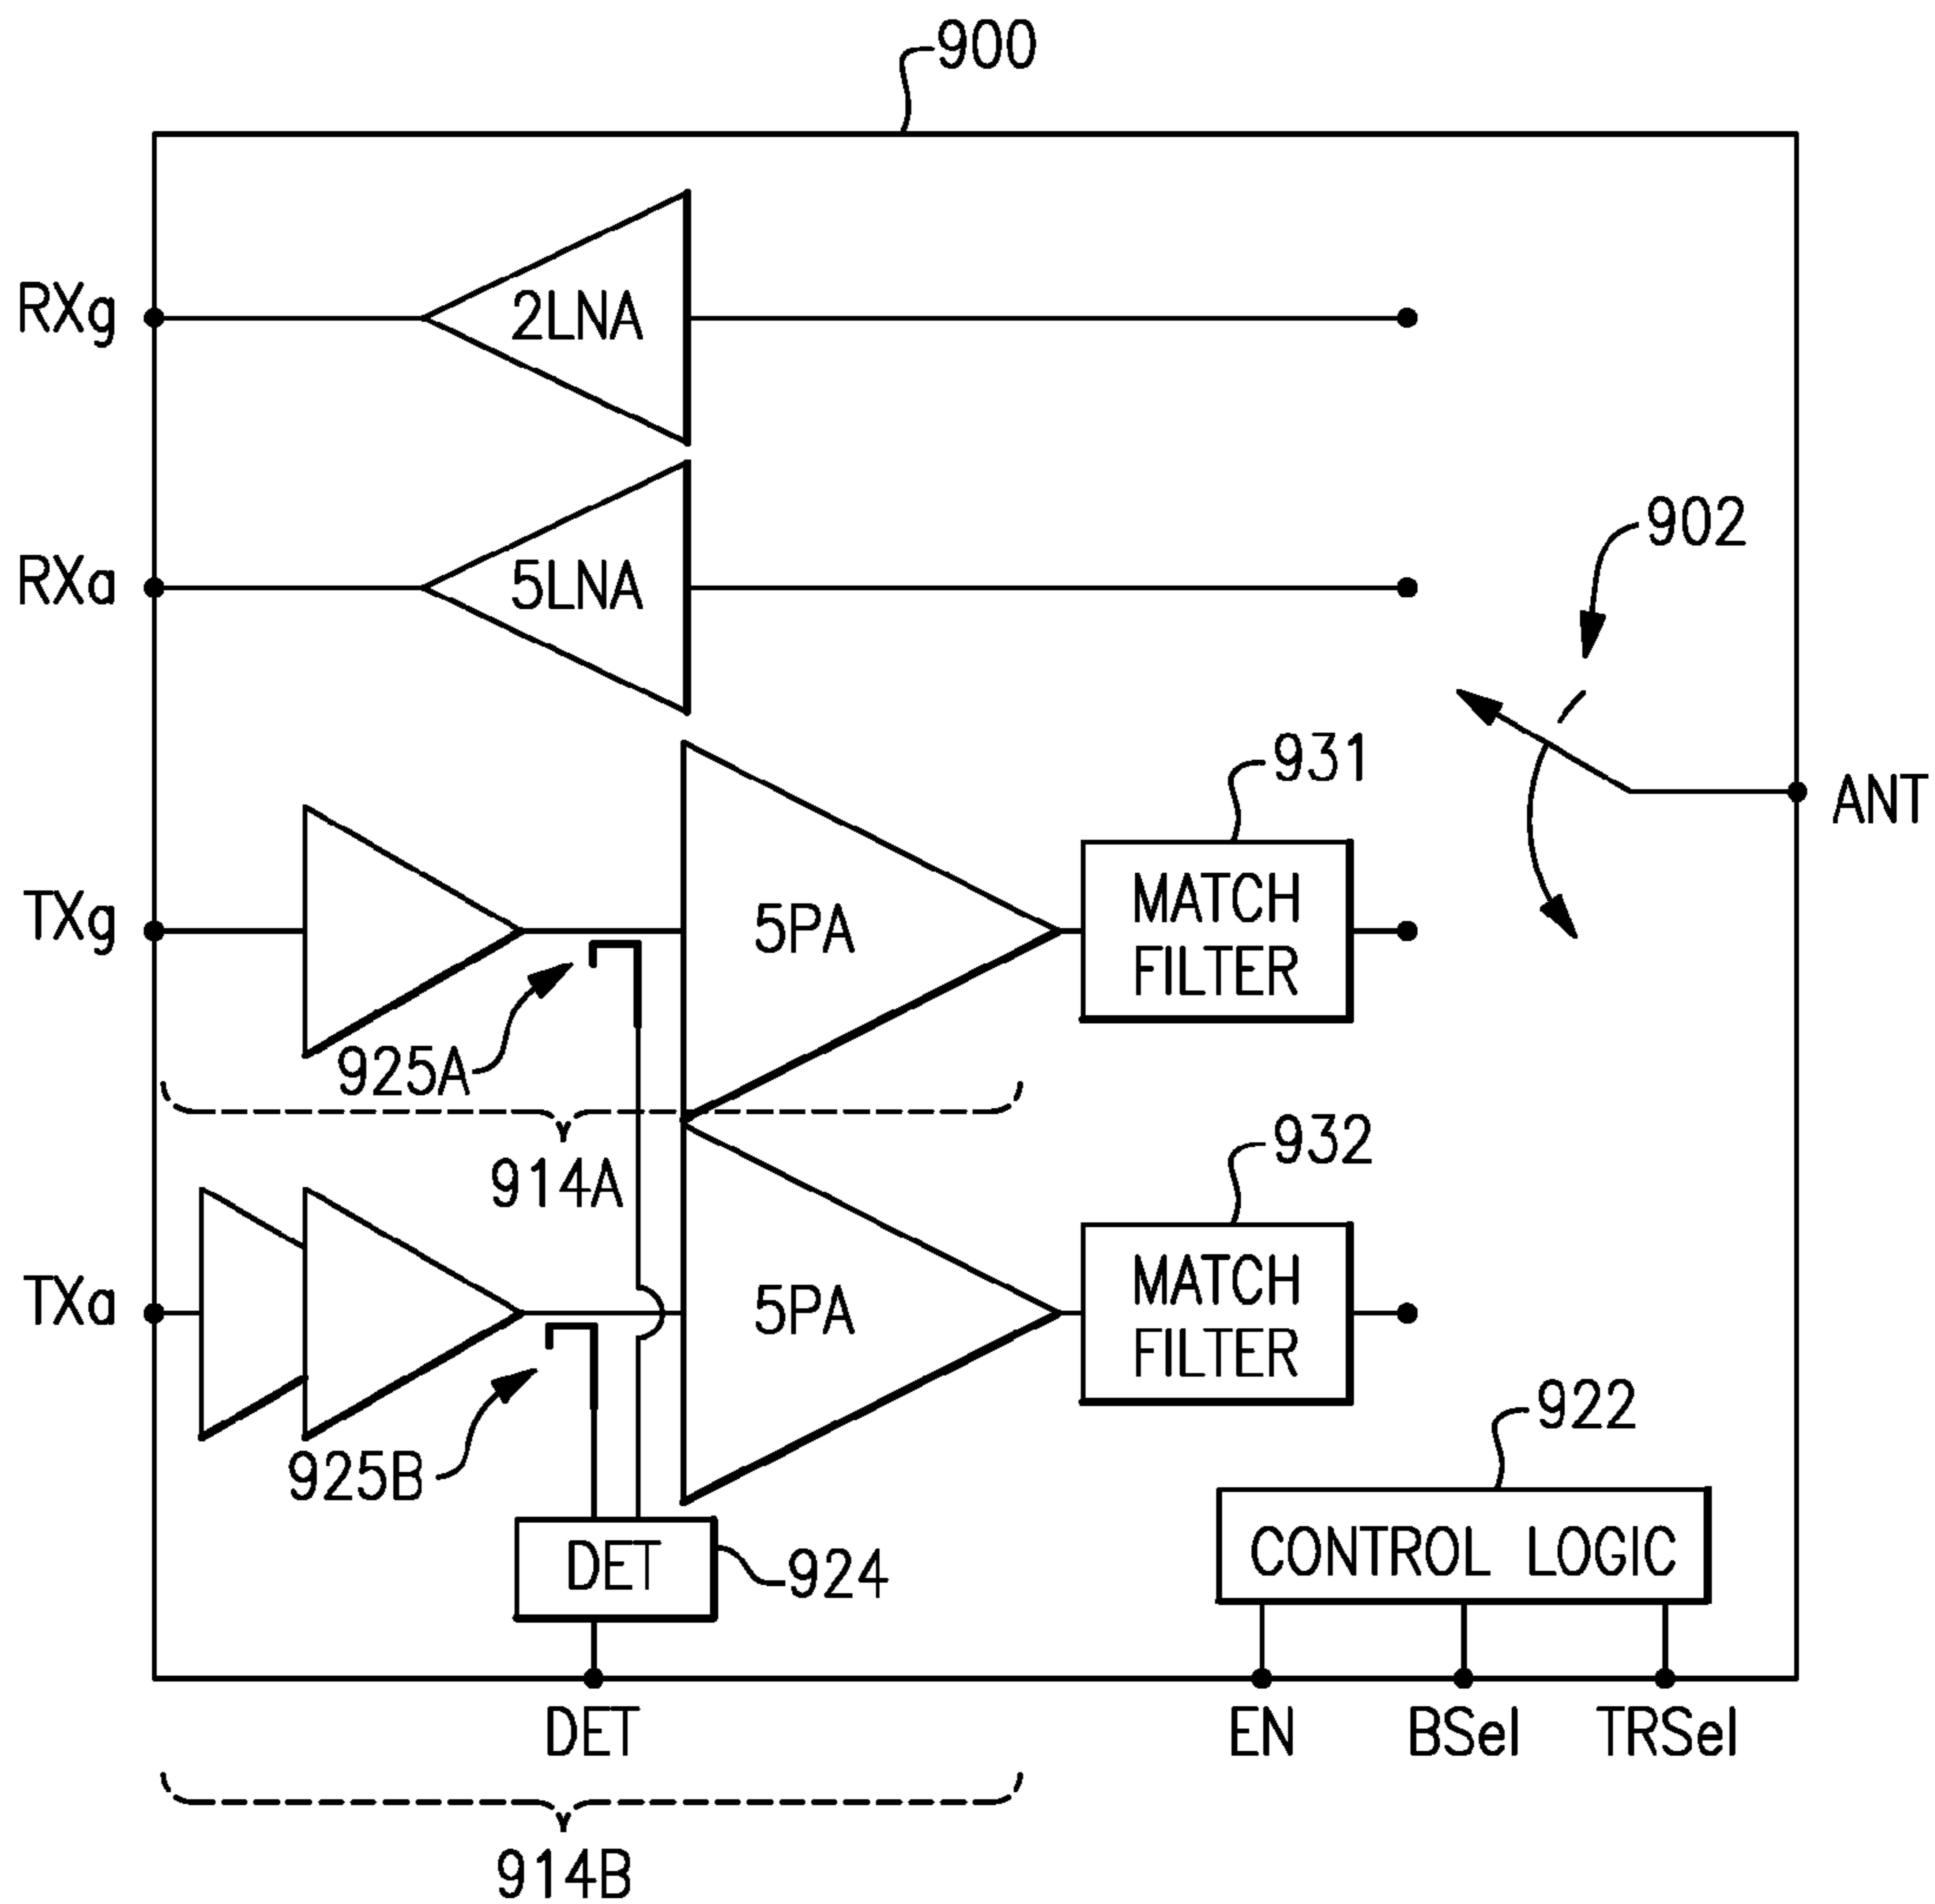 900
RXg
2LNA
RXa
5LNA
902
931
ANT
TXg
5PA
MATCH
FILTER
925A
914A
932
TXa
5PA
MATCH
FILTER
925B
922
CONTROL LOGIC
DET
924
DET
EN
BSel
TRSel
914B